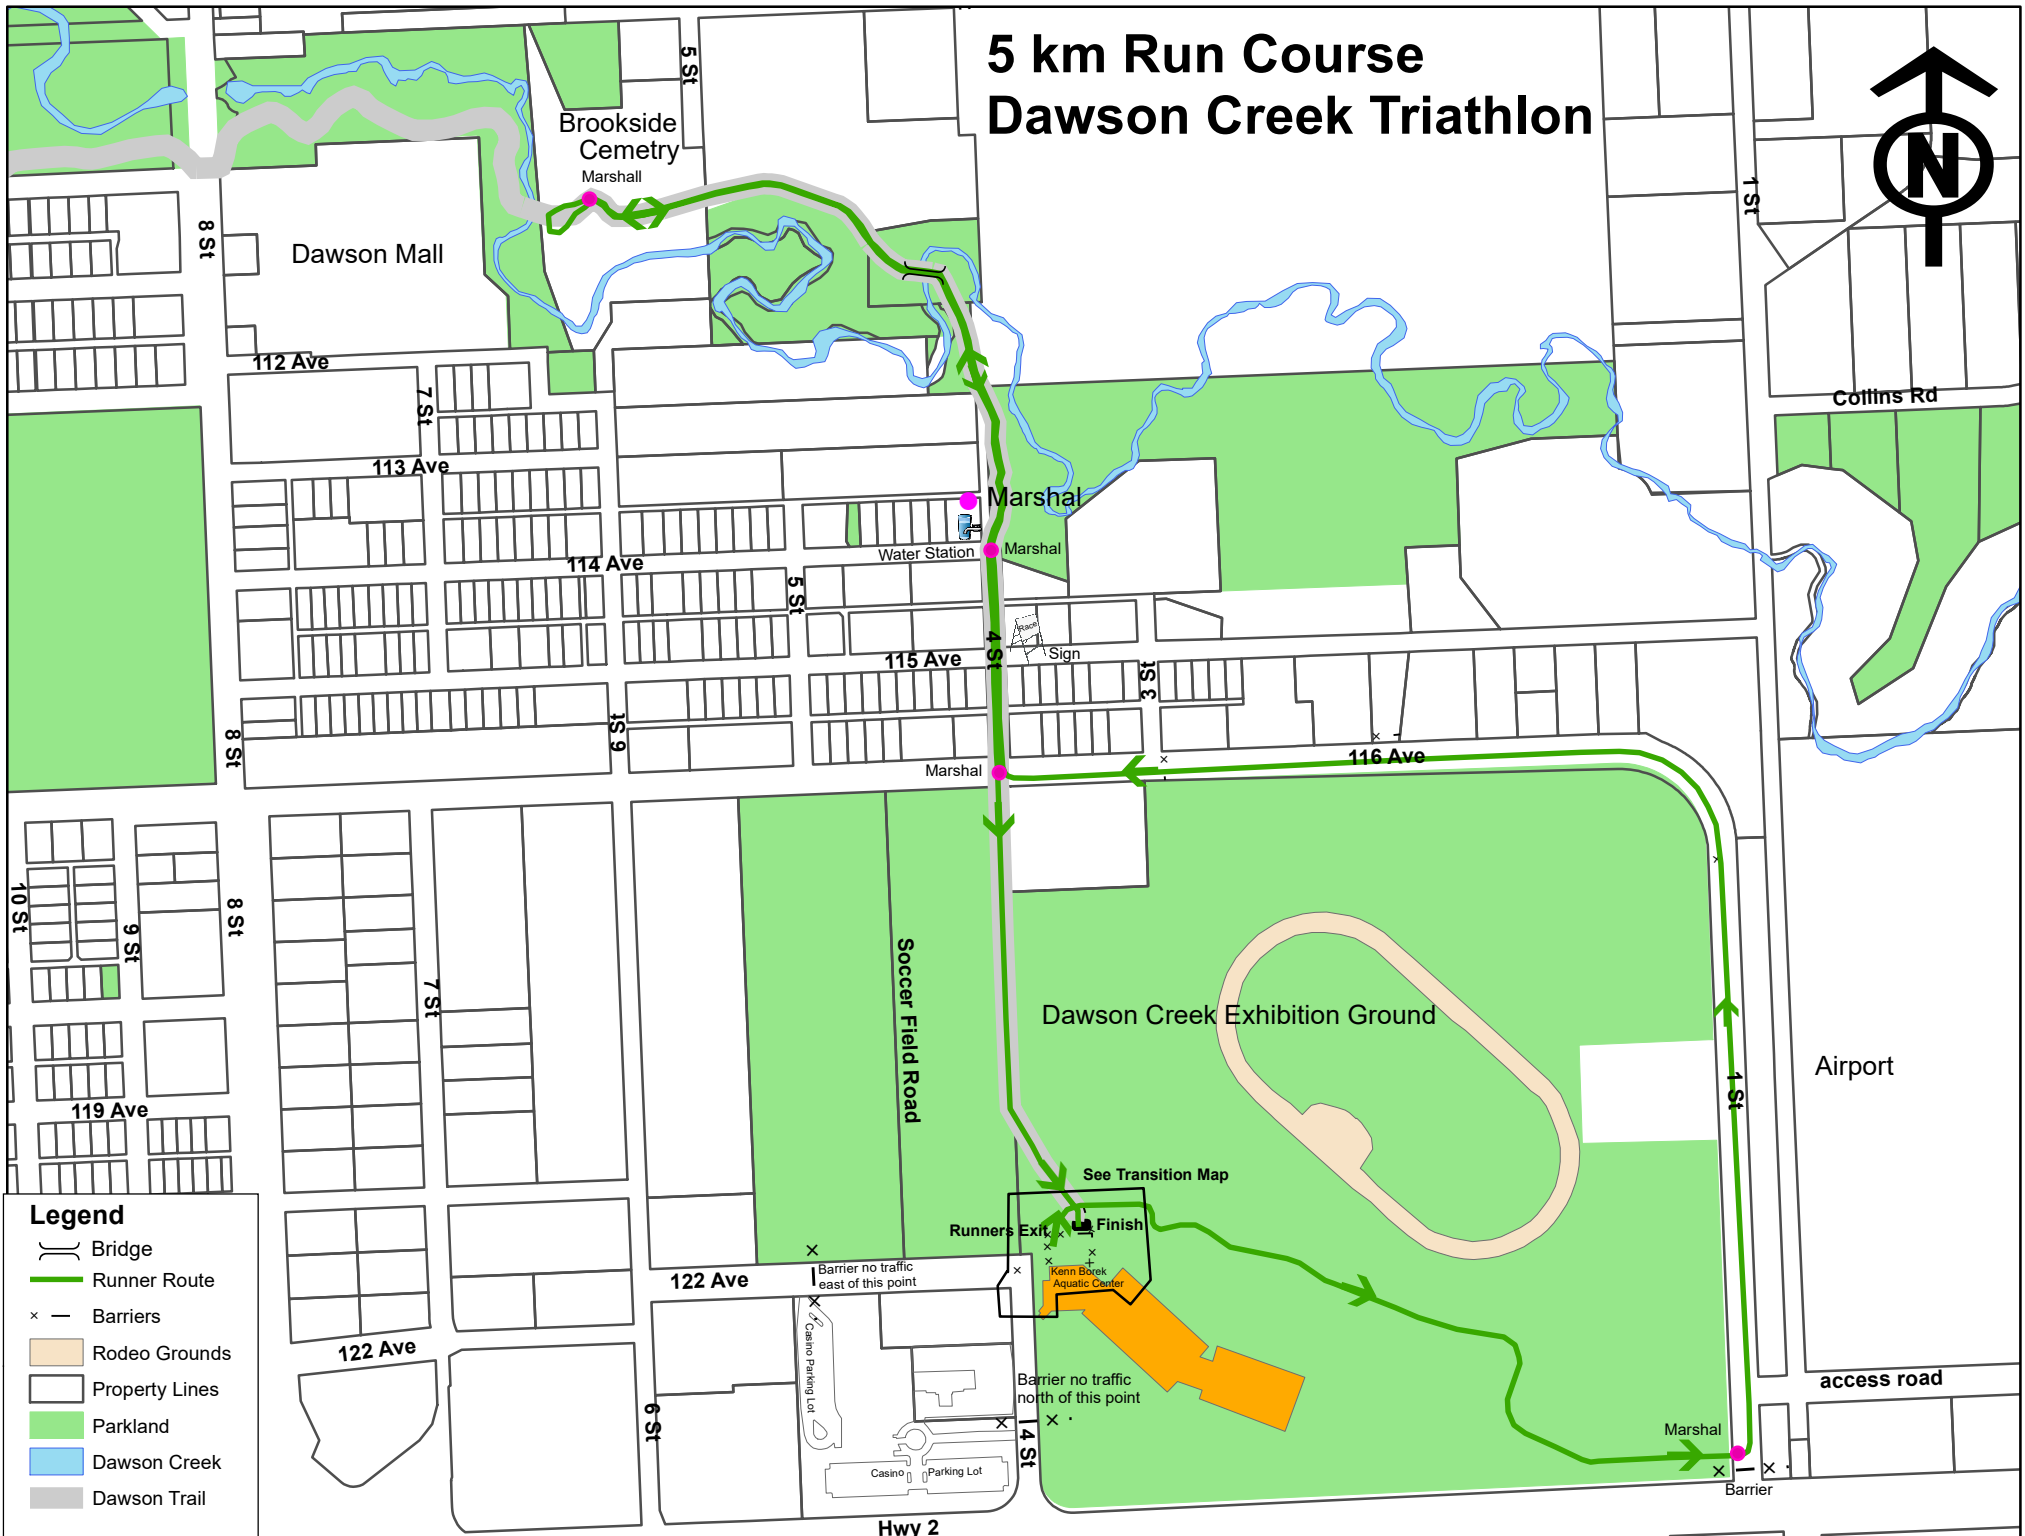 5 km Run Course
Dawson Creek Triathlon
N
5 St
Brookside
Cemetry
Marshall
8 St
1 St
Dawson Mall
112 Ave
7 St
Collins Rd
113 Ave
Marshal
Water Station
Marshal
114 Ave
5 St
Race
4 St
Sign
115 Ave
3 St
6 St
8 St
116 Ave
Marshal
10 St
9 St
8 St
7 St
Soccer Field Road
Dawson Creek Exhibition Ground
Airport
1 St
119 Ave
See Transition Map
Runners Exit
Finish
Kenn Borek
Aquatic Center
122 Ave
Barrier no traffic
east of this point
Casino Parking Lot
122 Ave
Barrier no traffic
north of this point
access road
6 St
4 St
Marshal
Casino
Parking Lot
Barrier
Hwy 2
Legend
Bridge
Runner Route
Barriers
Rodeo Grounds
Property Lines
Parkland
Dawson Creek
Dawson Trail